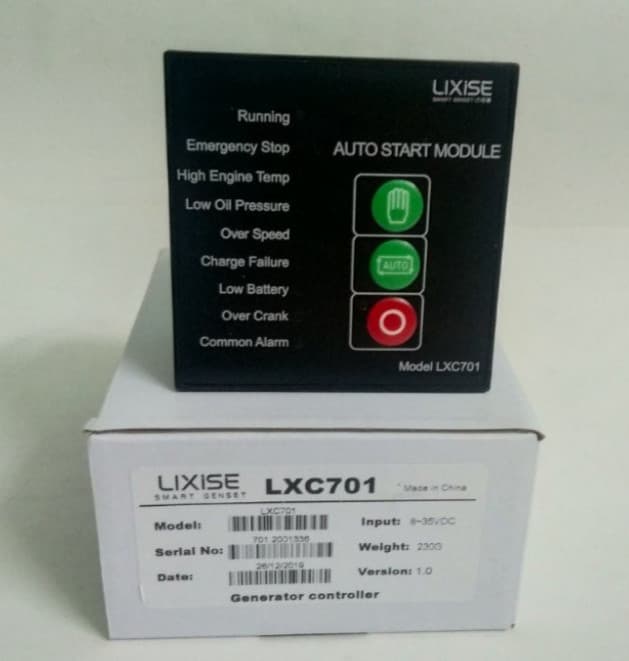 LIXiSE
Running
Emergency Stop
AUTO START MODULE
High Engine Temp
Low Oil Pressure
Over Speed
Charge Failure
AUTO
Low Battery
Over Crank
Common Alarm
Model LXC701
LIXISE
SMART GENSET
LXC701
* Made in China
LXC701
Model:
Input: 8-35VDC
701 2001336
Serial No:
Weight: 230G
26/12/2019
Date:
Version: 1.0
Generator controller